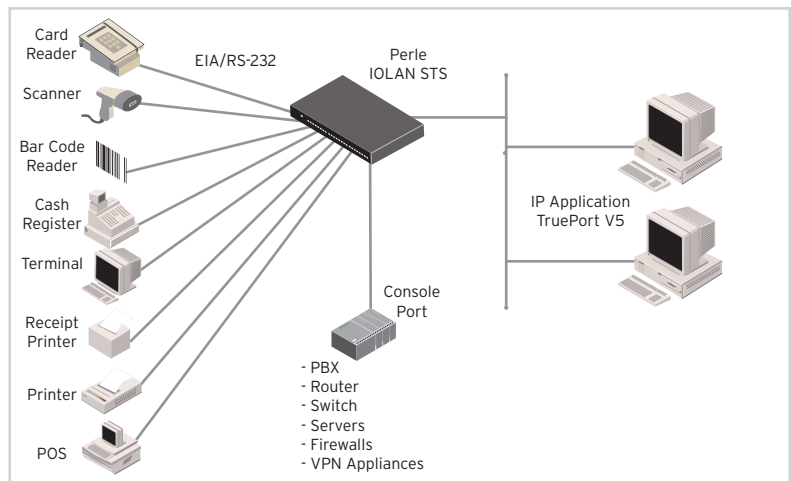 Card
Reader
EIA/RS-232
Perle
IOLAN STS
Scanner
Bar Code
Reader
Cash
Register
Terminal
Receipt
Printer
Printer
POS
Console
Port
- PBX
- Router
- Switch
- Servers
- Firewalls
- VPN Appliances
IP Application
TruePort V5